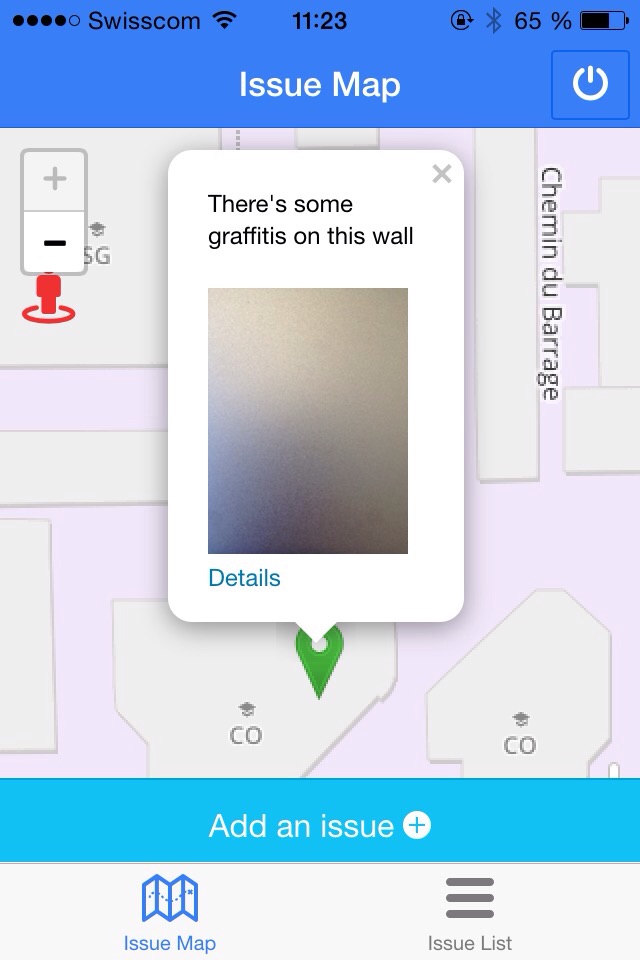 Swisscom 11:23 65 %
Issue Map
×
There's some
graffitis on this wall
+
-
SG
Chemin du Barrage
Details
CO
CO
Add an issue +
Issue Map
Issue List